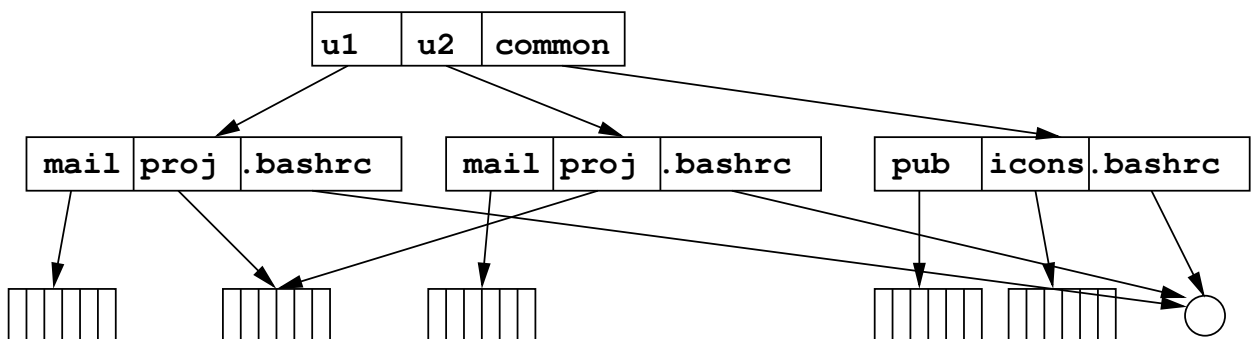 u1 u2 common
mail proj .bashrc mail proj .bashrc pub icons .bashrc